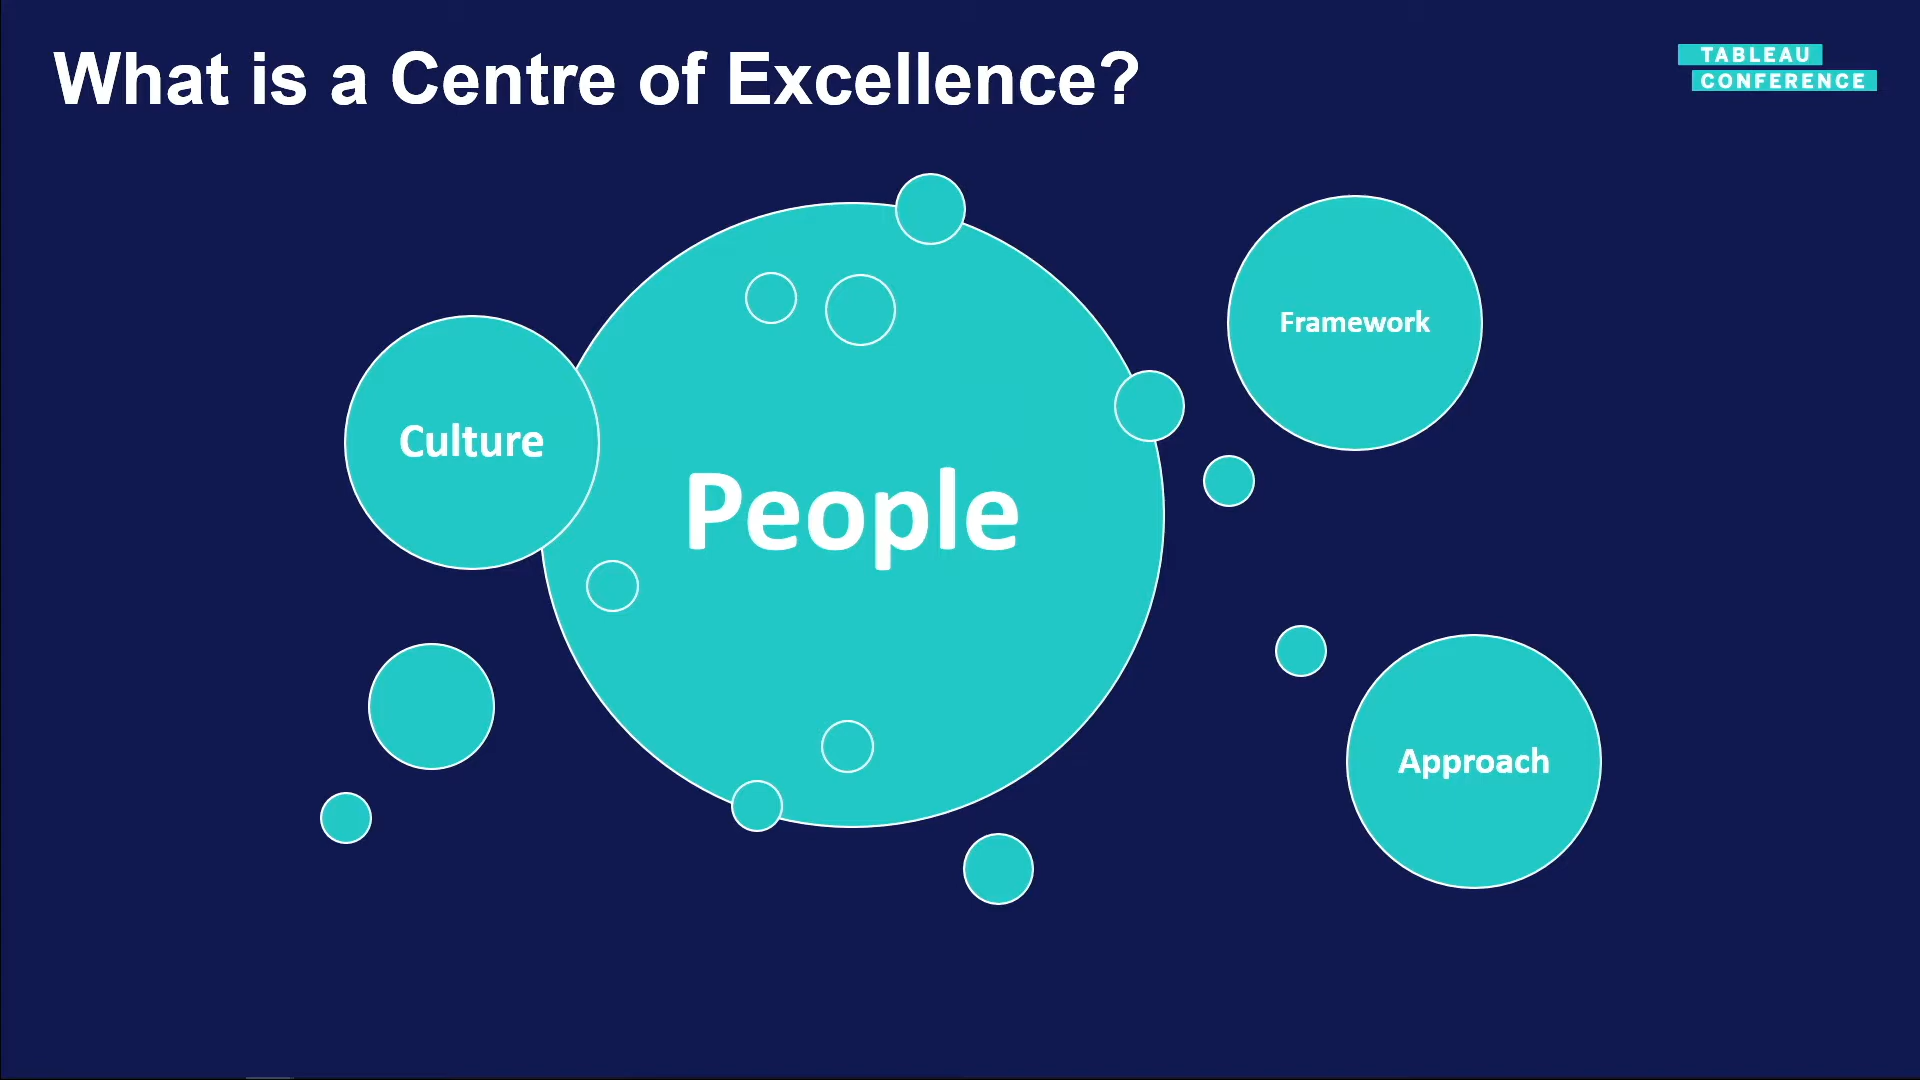 What is a Centre of Excellence?
TABLEAU
CONFERENCE
Framework
Culture
People
Approach